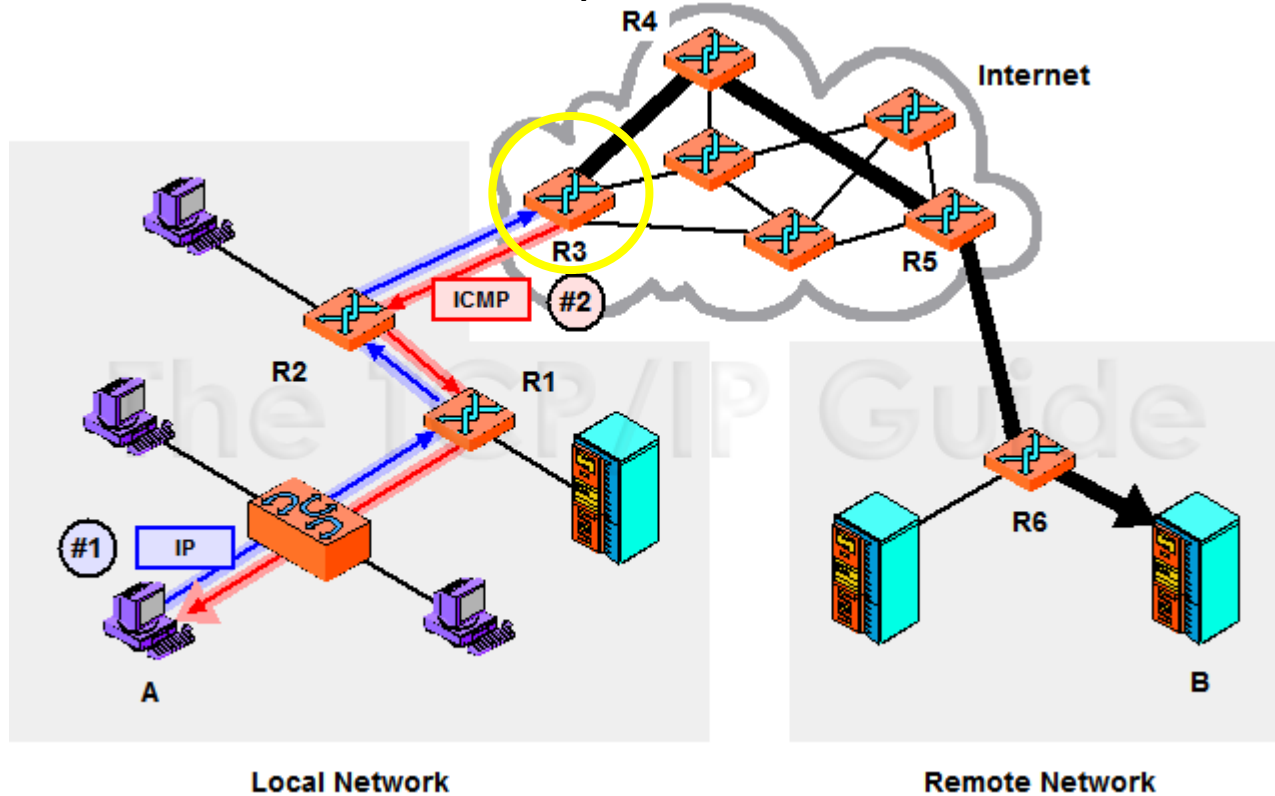 R4
Internet
R3
R5
ICMP
#2
R2
R1
The TCP/IP Guide
#1
IP
R6
A
B
Local Network
Remote Network